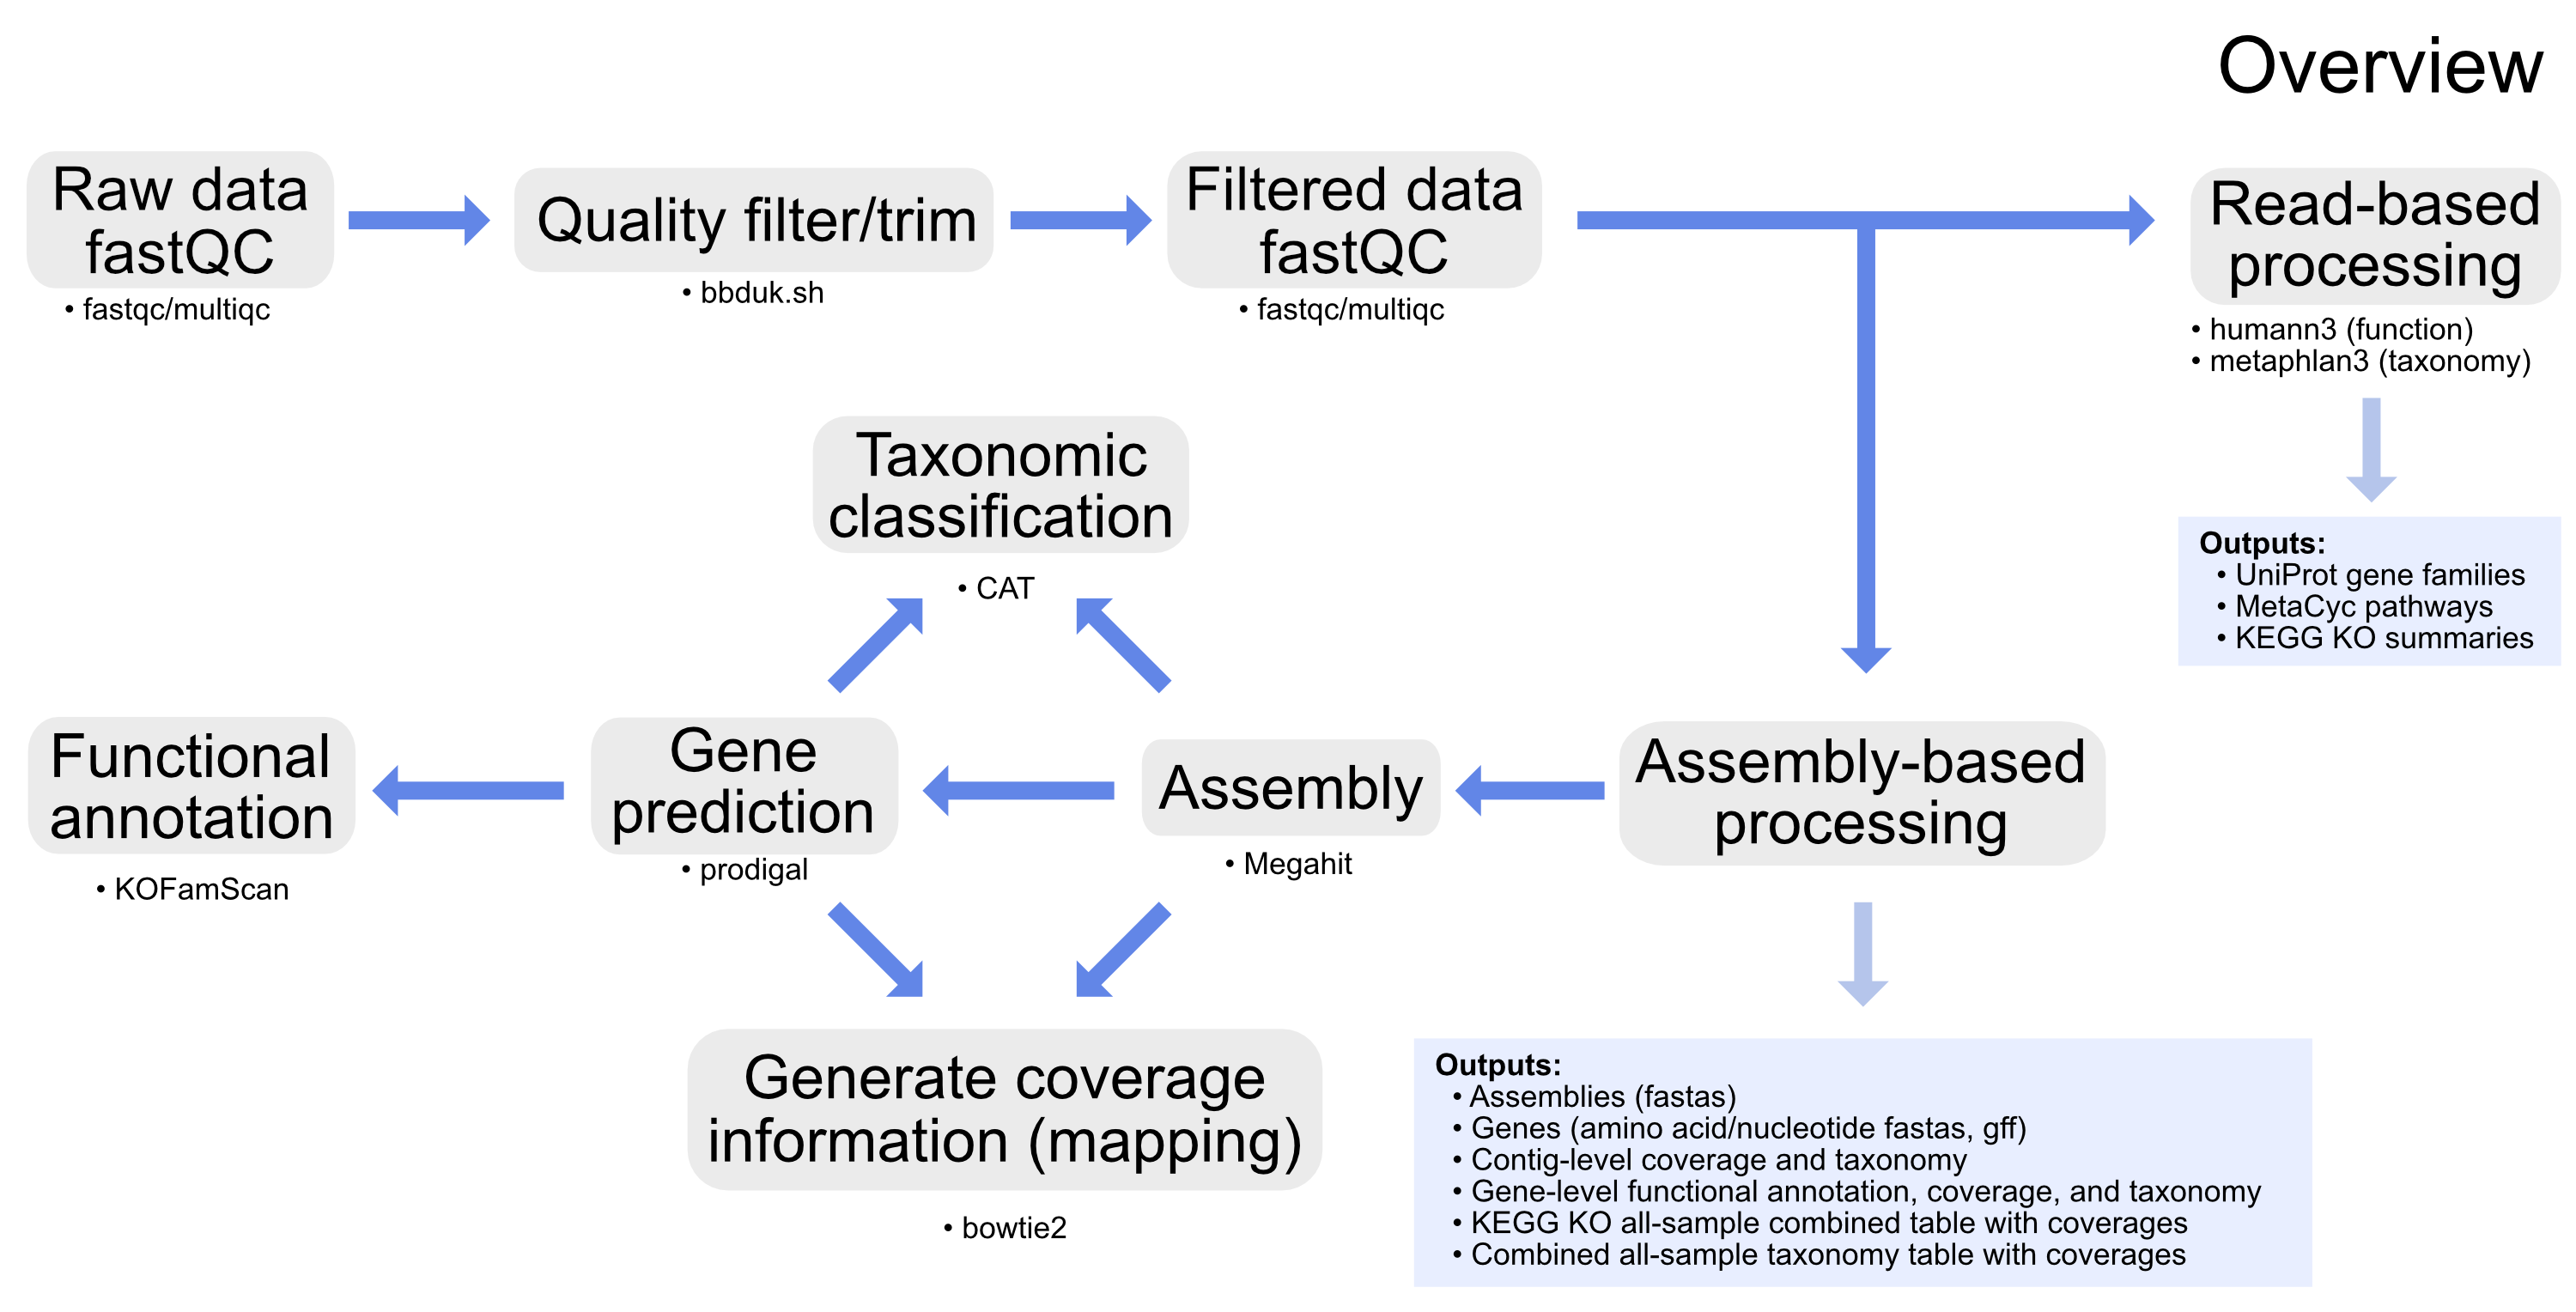 Overview
Raw data
fastQC
• fastqc/multiqc
Quality filter/trim
• bbduk.sh
Filtered data
fastQC
• fastqc/multiqc
Read-based
processing
• humann3 (function)
• metaphlan3 (taxonomy)
Outputs:
• UniProt gene families
• MetaCyc pathways
• KEGG KO summaries
Taxonomic
classification
• CAT
Functional
annotation
• KOFamScan
Gene
prediction
• prodigal
Assembly
• Megahit
Assembly-based
processing
Generate coverage
information (mapping)
• bowtie2
Outputs:
• Assemblies (fastas)
• Genes (amino acid/nucleotide fastas, gff)
• Contig-level coverage and taxonomy
• Gene-level functional annotation, coverage, and taxonomy
• KEGG KO all-sample combined table with coverages
• Combined all-sample taxonomy table with coverages